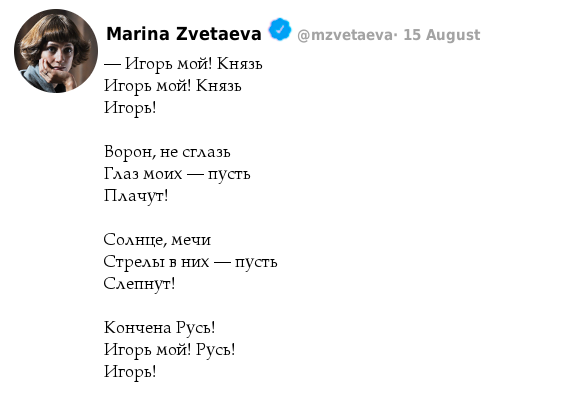 Marina Zvetaeva @mzvetaeva· 15 August
— Игорь мой! Князь
Игорь мой! Князь
Игорь!
Ворон, не сглазь
Глаз моих — пусть
Плачут!
Солнце, мечи
Стрелы в них — пусть
Слепнут!
Кончена Русь!
Игорь мой! Русь!
Игорь!